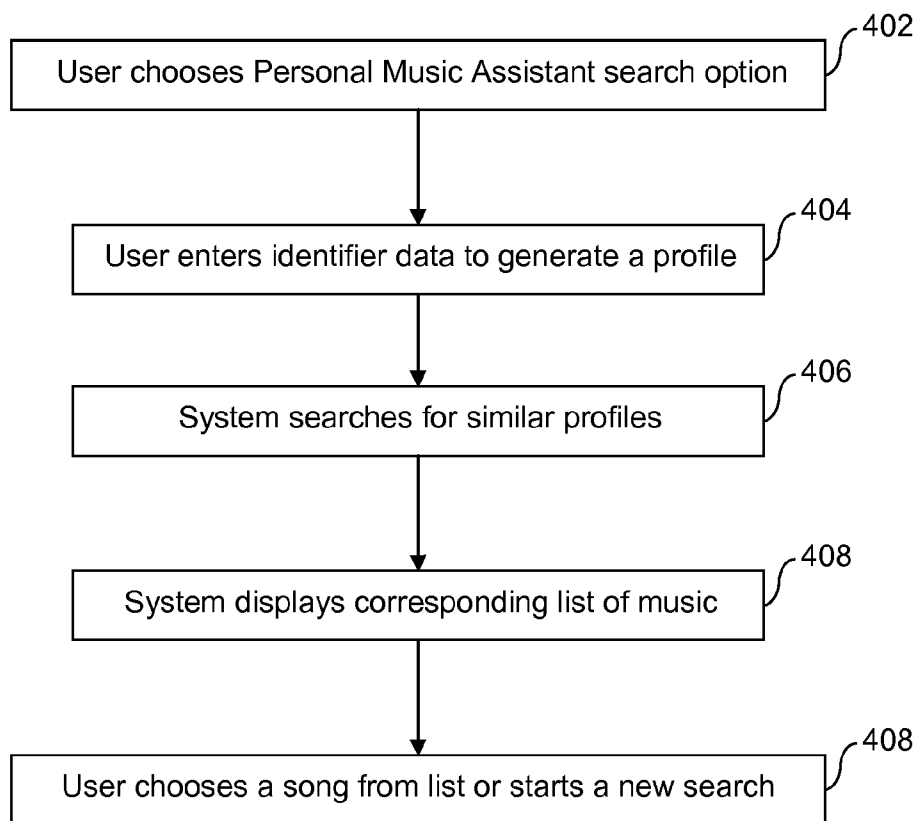 402
User chooses Personal Music Assistant search option
404
User enters identifier data to generate a profile
406
System searches for similar profiles
408
System displays corresponding list of music
408
User chooses a song from list or starts a new search